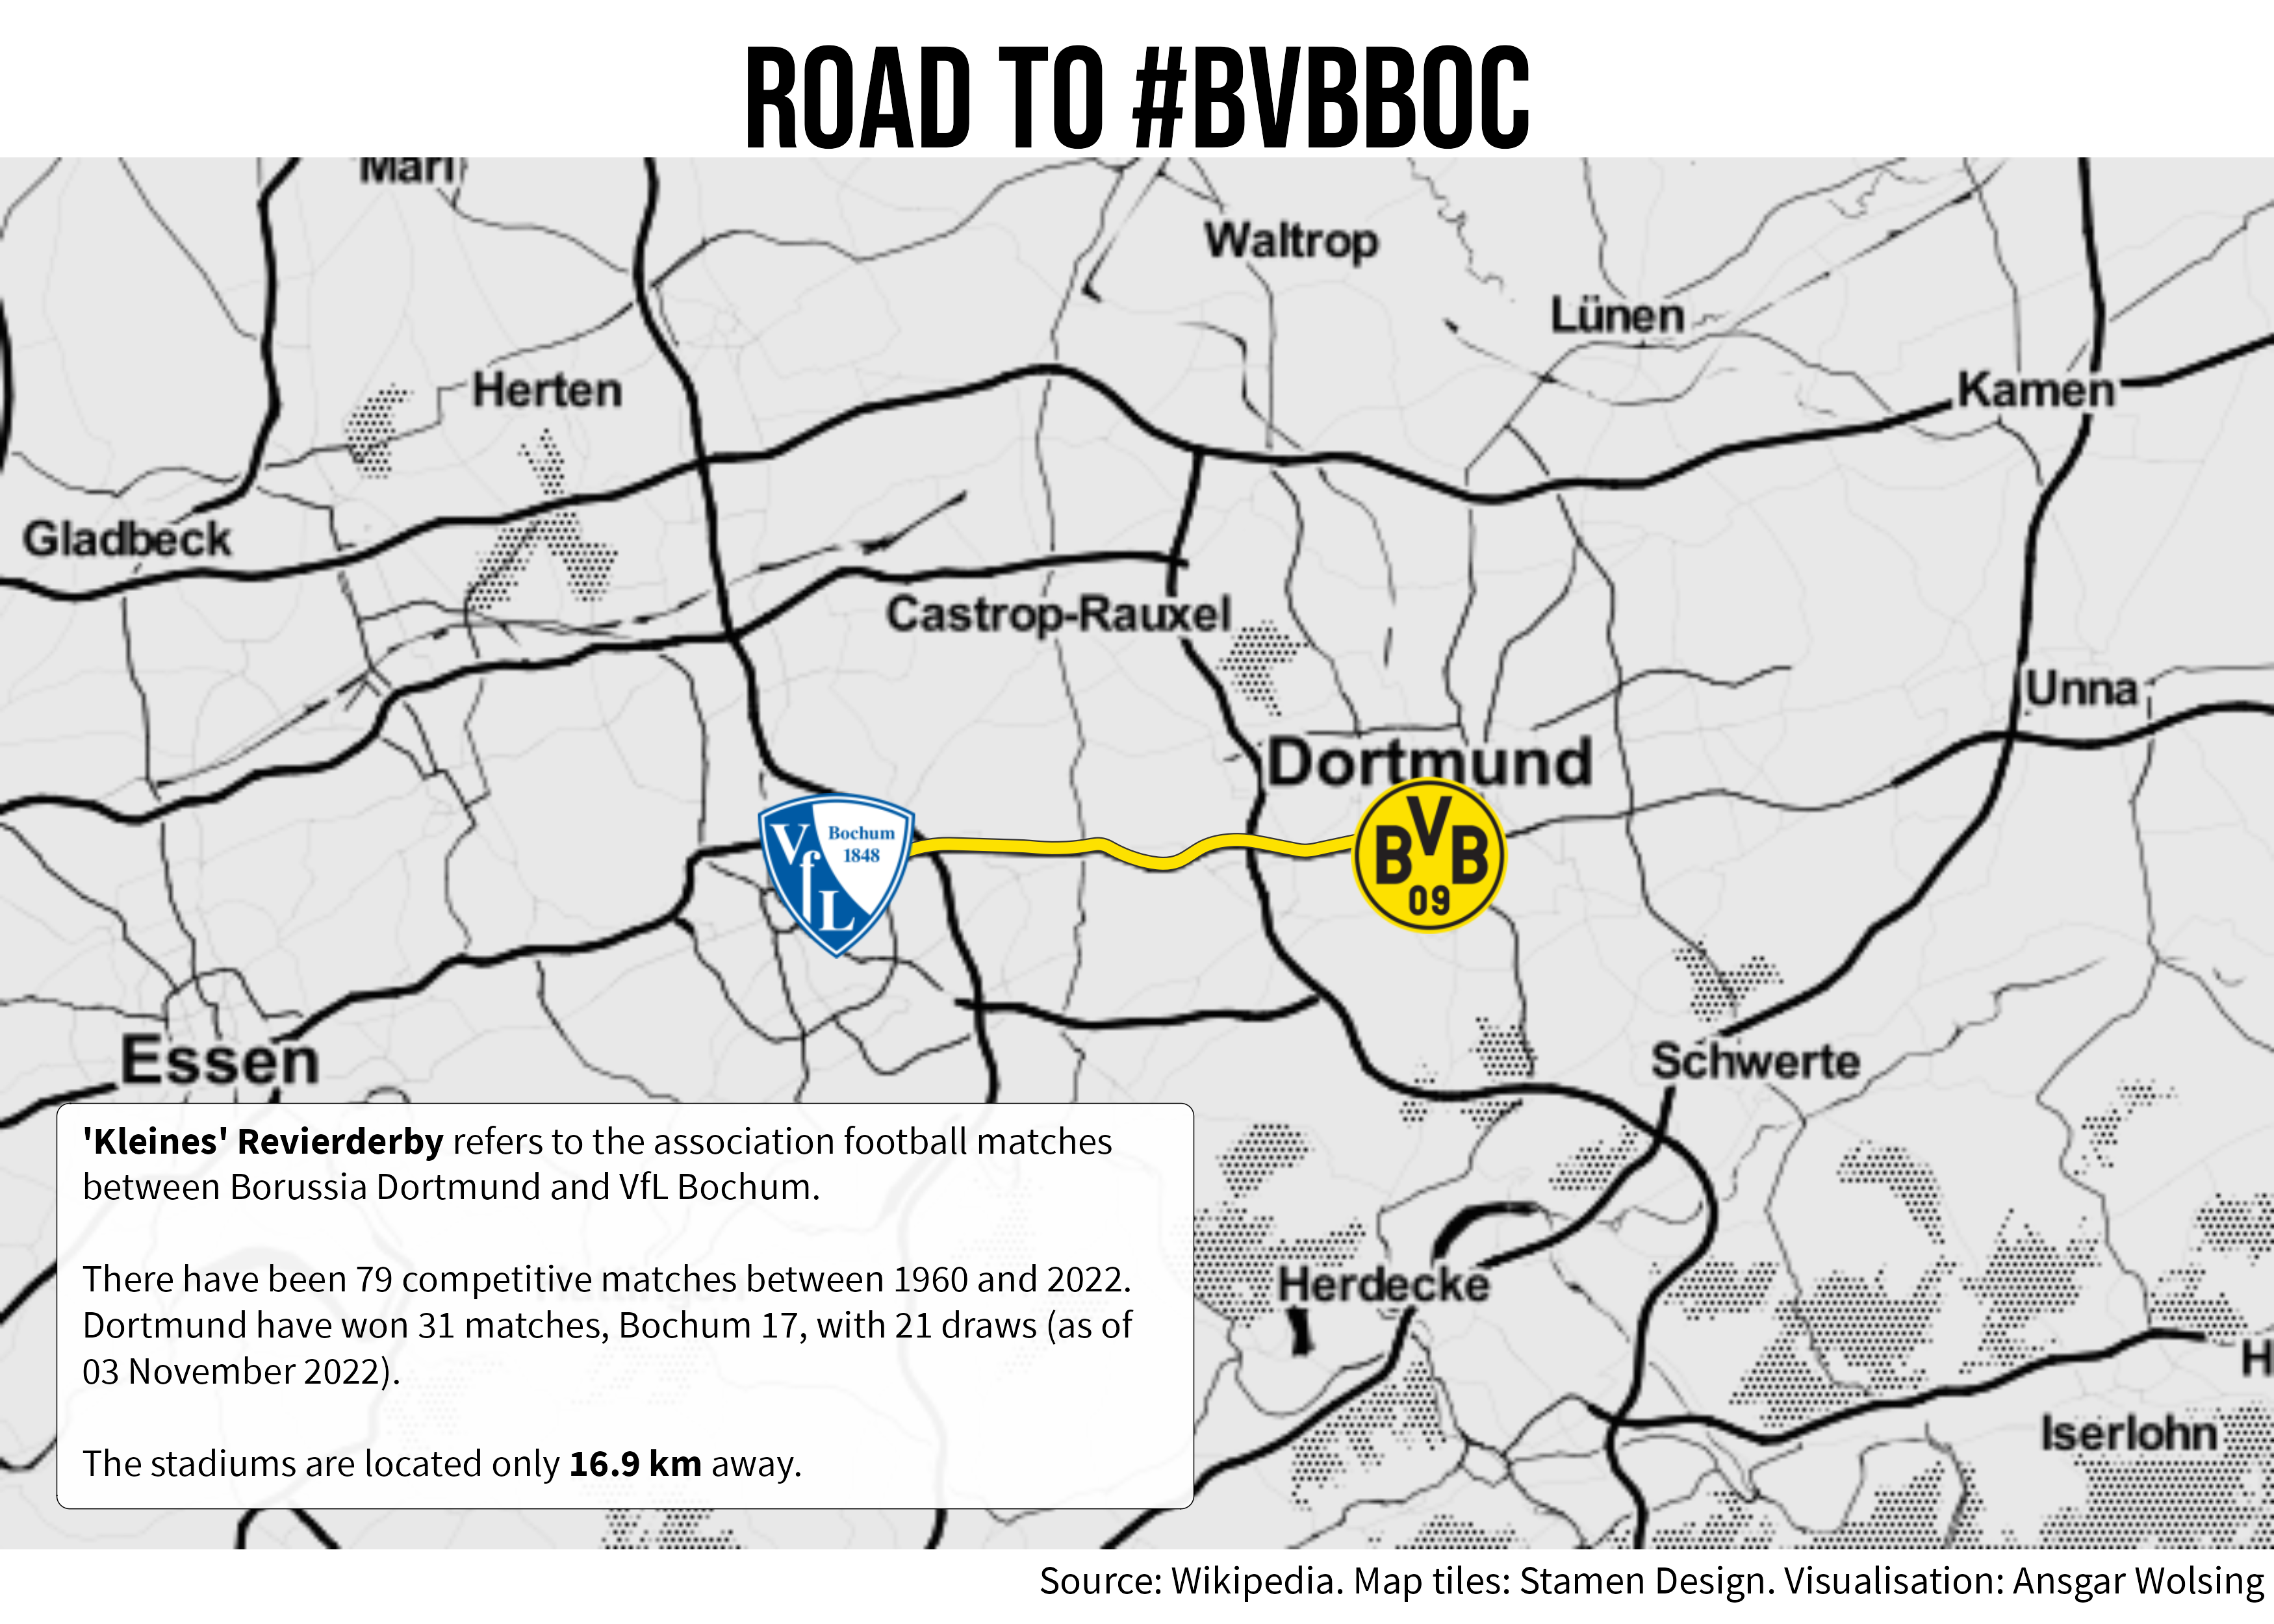 ROAD TO #BVBBOC
Marl
Waltrop
Lünen
Herten
Kamen
Gladbeck
Castrop-Rauxel
Unna
Dortmund
VfL
Bochum
1848
BVB
09
Essen
Schwerte
'Kleines' Revierderby refers to the association football matches
between Borussia Dortmund and VfL Bochum.
There have been 79 competitive matches between 1960 and 2022.
Dortmund have won 31 matches, Bochum 17, with 21 draws (as of
03 November 2022).
The stadiums are located only 16.9 km away.
Herdecke
H
Iserlohn
Source: Wikipedia. Map tiles: Stamen Design. Visualisation: Ansgar Wolsing